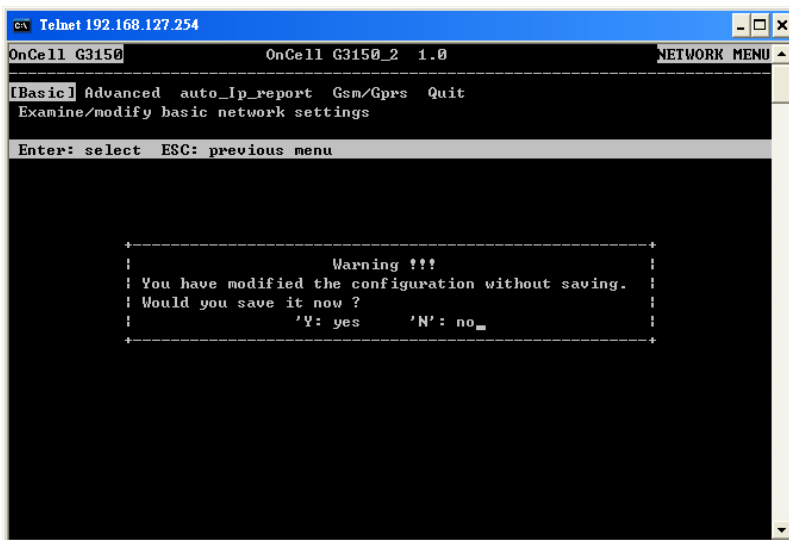 Telnet 192.168.127.254
OnCell G3150 OnCell G3150_2 1.0 NETWORK MENU
[Basic] Advanced auto_Ip_report Gsm/Gprs Quit
Examine/modify basic network settings
Enter: select ESC: previous menu
Warning !!!
You have modified the configuration without saving.
Would you save it now ?
'Y: yes 'N': no_